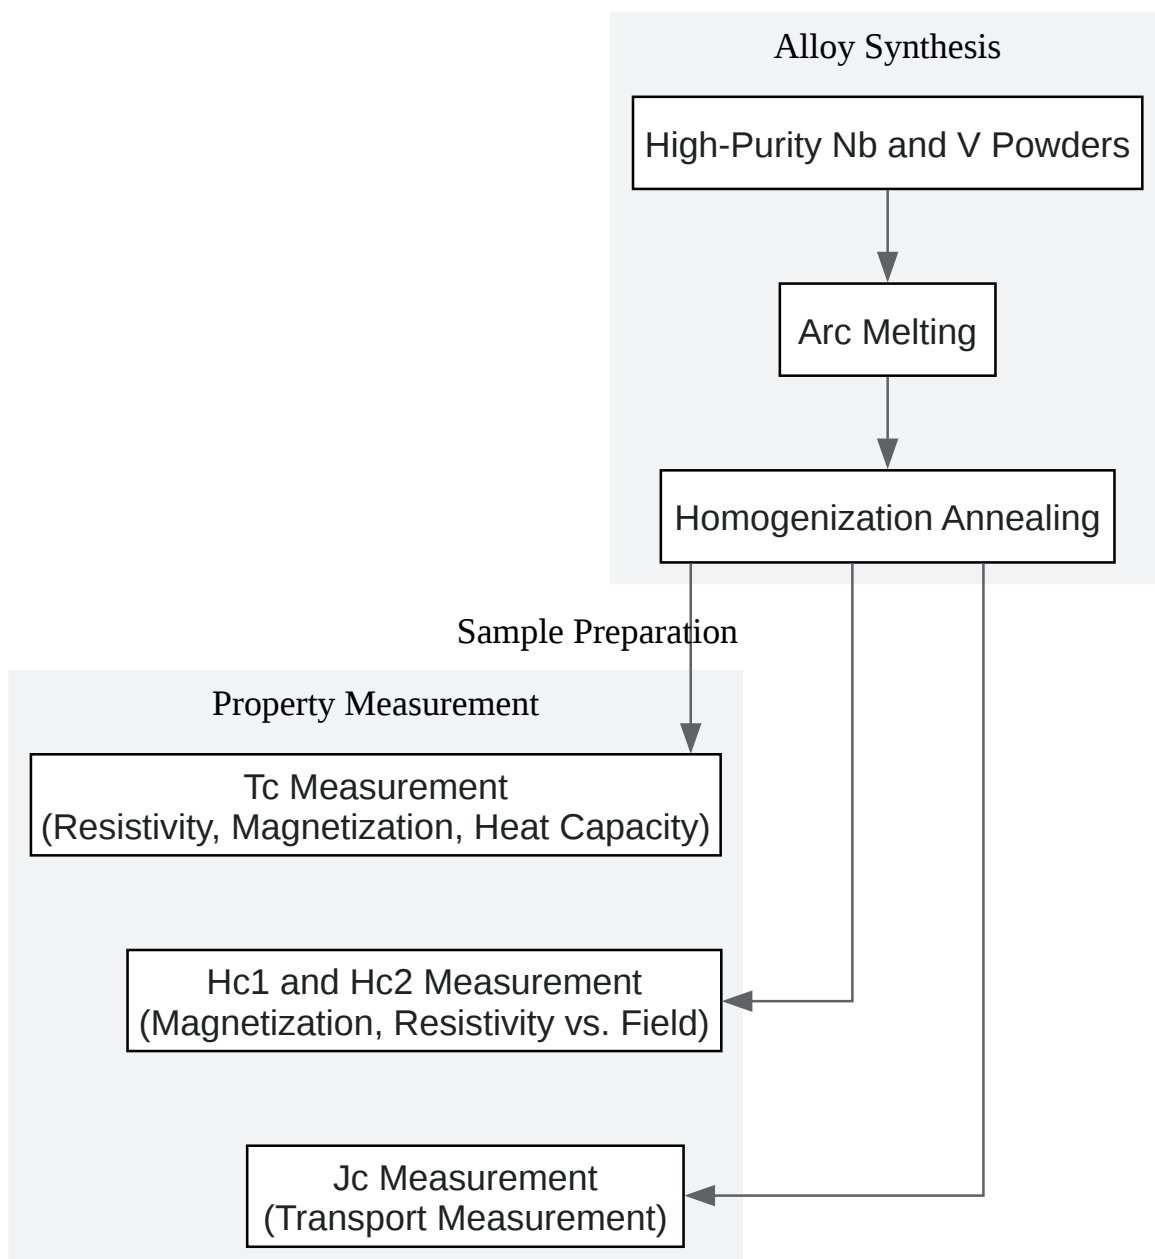 Alloy Synthesis
High-Purity Nb and V Powders
Arc Melting
Homogenization Annealing
Sample Preparation
Property Measurement
Tc Measurement
(Resistivity, Magnetization, Heat Capacity)
Hc1 and Hc2 Measurement
(Magnetization, Resistivity vs. Field)
Jc Measurement
(Transport Measurement)